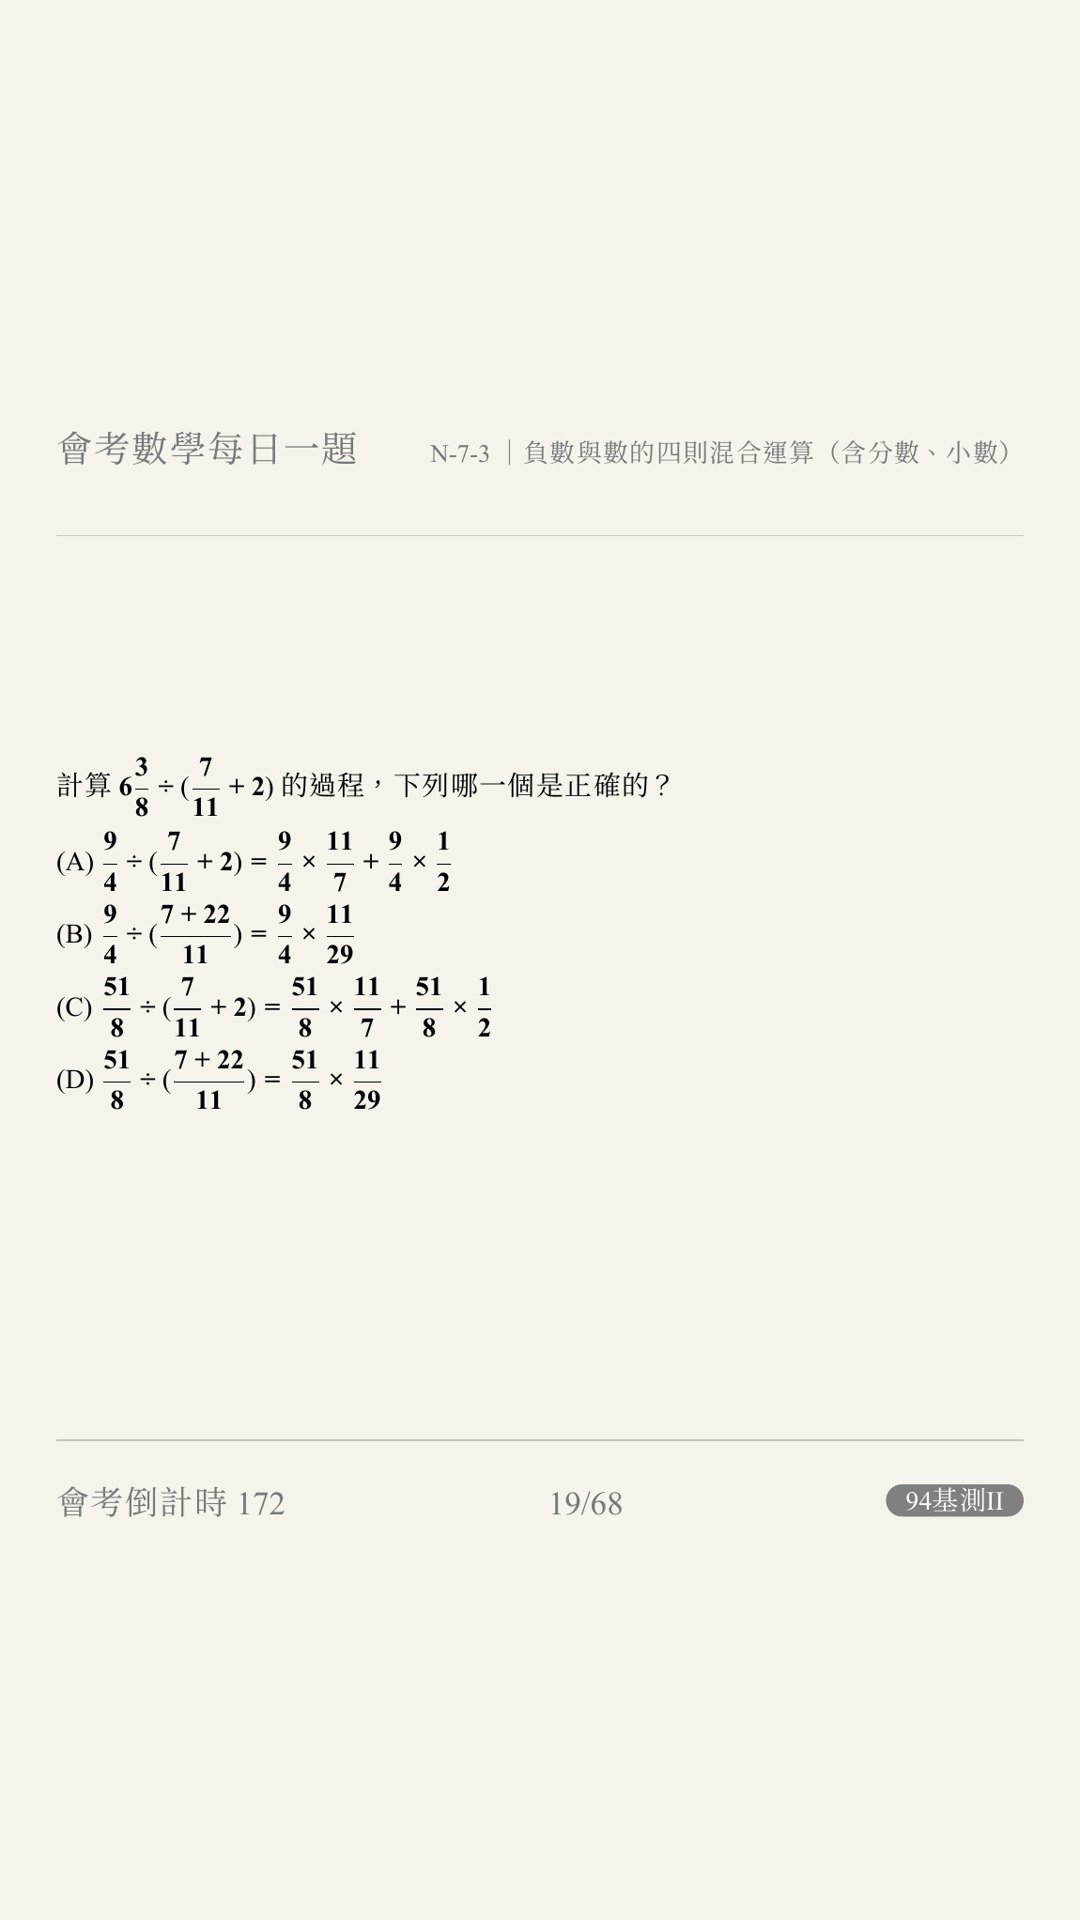 會考數學每日一題 N-7-3｜負數與數的四則混合運算（含分數、小數）
計算 6 3/8 ÷ (7/11 + 2) 的過程，下列哪一個是正確的？
(A) 9/4 ÷ (7/11 + 2) = 9/4 × 11/7 + 9/4 × 1/2
(B) 9/4 ÷ ((7 + 22)/11) = 9/4 × 11/29
(C) 51/8 ÷ (7/11 + 2) = 51/8 × 11/7 + 51/8 × 1/2
(D) 51/8 ÷ ((7 + 22)/11) = 51/8 × 11/29
會考倒計時 172 19/68 94基測II